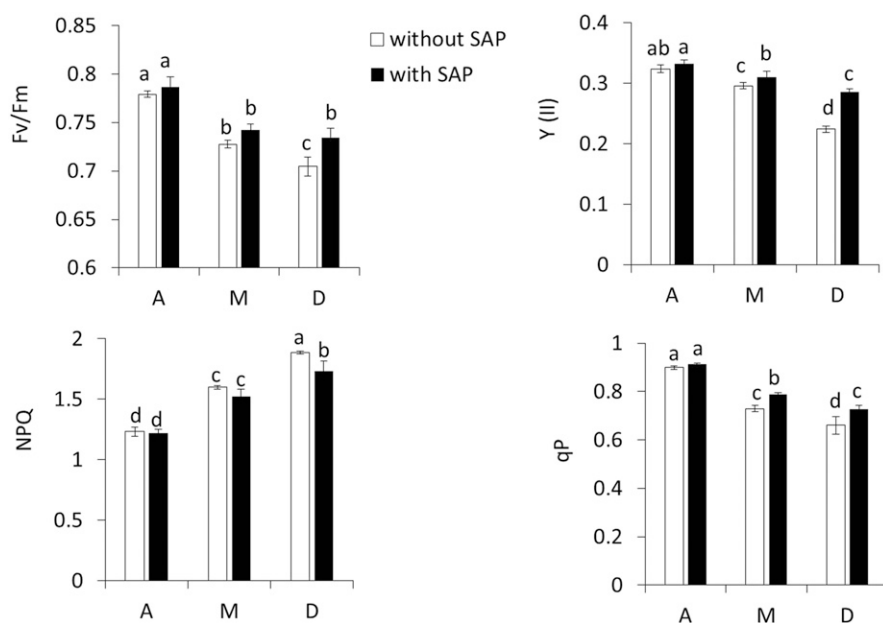 0.85
0.8
0.75
0.7
0.65
0.6
Fv/Fm
a a
b b
c b
A M D
without SAP
with SAP
0.4
0.3
0.2
0.1
0
Y (II)
ab a
c b
d c
A M D
2
1.5
1
0.5
0
NPQ
d d
c c
a b
A M D
1
0.8
0.6
0.4
0.2
0
qP
a a
c b
d c
A M D